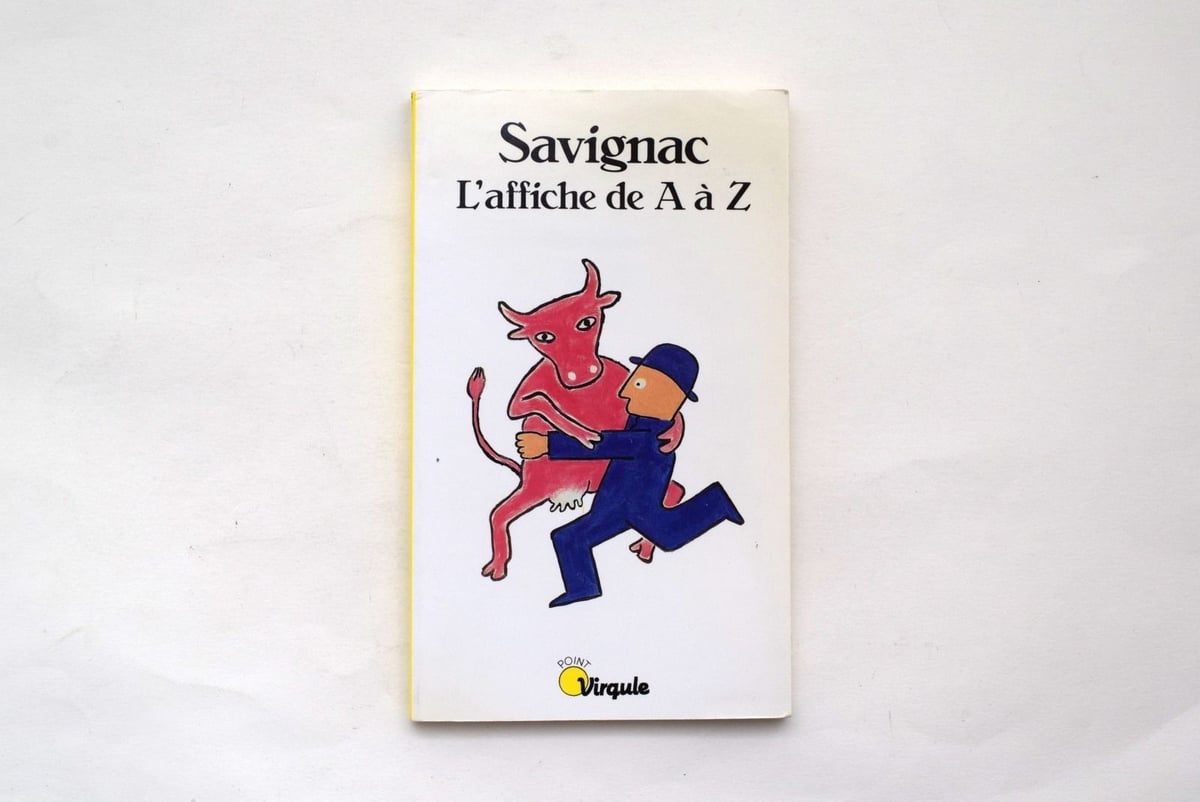 Savignac
L'affiche de A à Z
POINT
Virgule